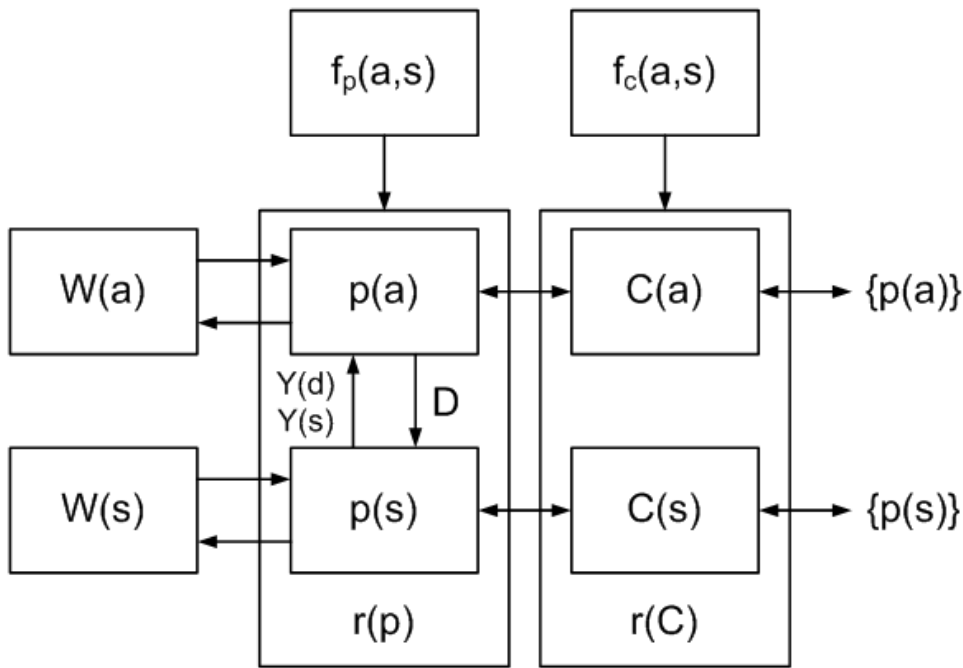 fp(a,s)
fc(a,s)
W(a)
p(a)
C(a)
{p(a)}
Y(d)
Y(s)
D
W(s)
p(s)
C(s)
{p(s)}
r(p)
r(C)